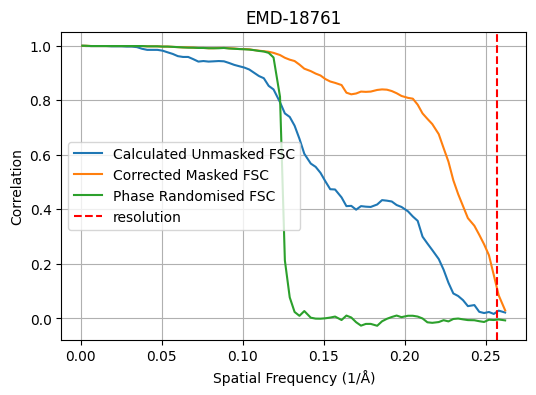 EMD-18761
1.0
0.8
0.6
0.4
0.2
0.0
Correlation
Calculated Unmasked FSC
Corrected Masked FSC
Phase Randomised FSC
resolution
0.00 0.05 0.10 0.15 0.20 0.25
Spatial Frequency (1/Å)